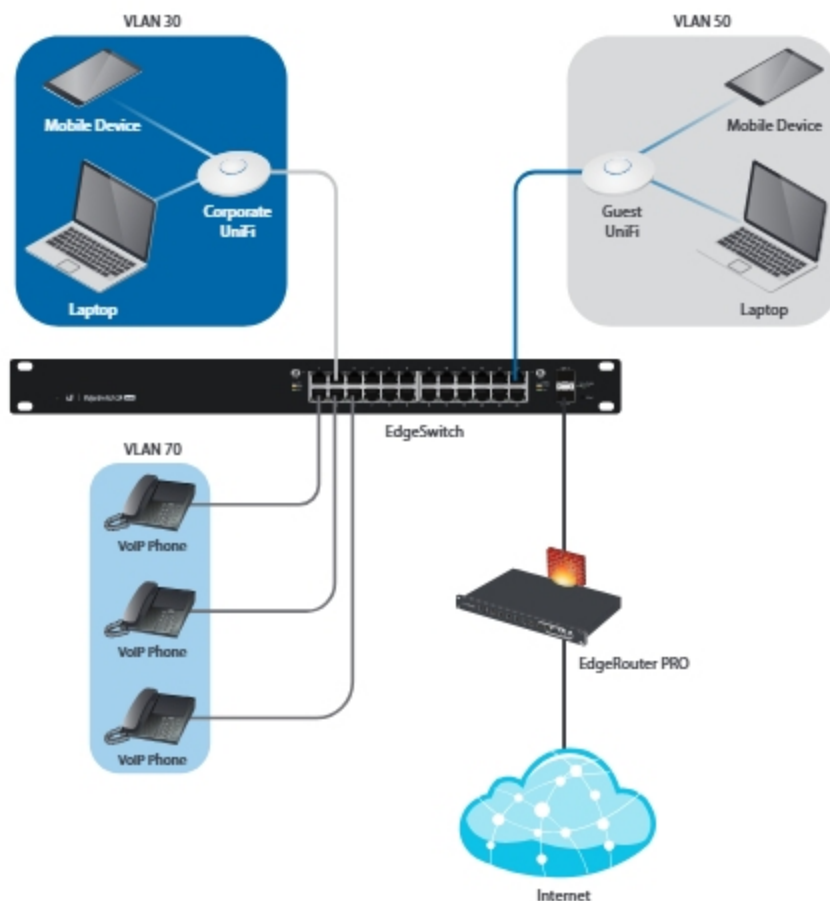 VLAN 30
VLAN 50
Mobile Device
Mobile Device
Corporate
UniFi
Guest
UniFi
Laptop
Laptop
EdgeSwitch
VLAN 70
VoIP Phone
VoIP Phone
VoIP Phone
EdgeRouter PRO
Internet